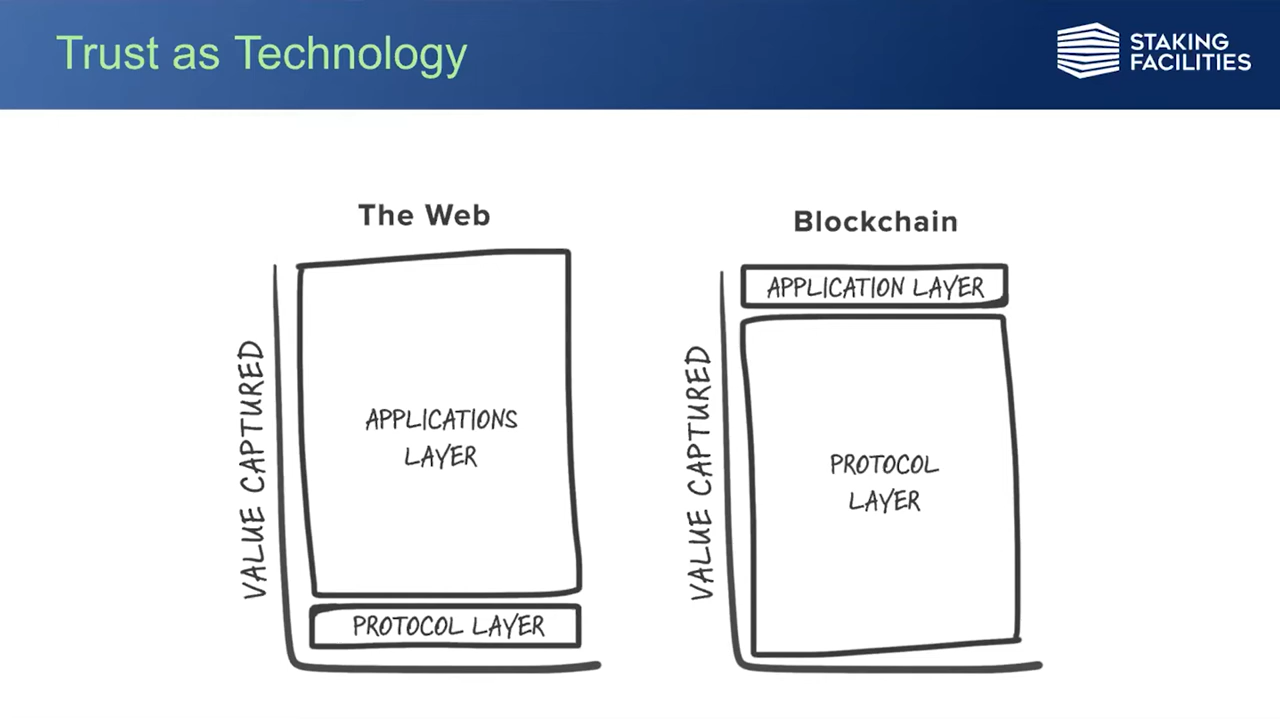 Trust as Technology
STAKING
FACILITIES
The Web
VALUE CAPTURED
APPLICATIONS
LAYER
PROTOCOL LAYER
Blockchain
VALUE CAPTURED
APPLICATION LAYER
PROTOCOL
LAYER